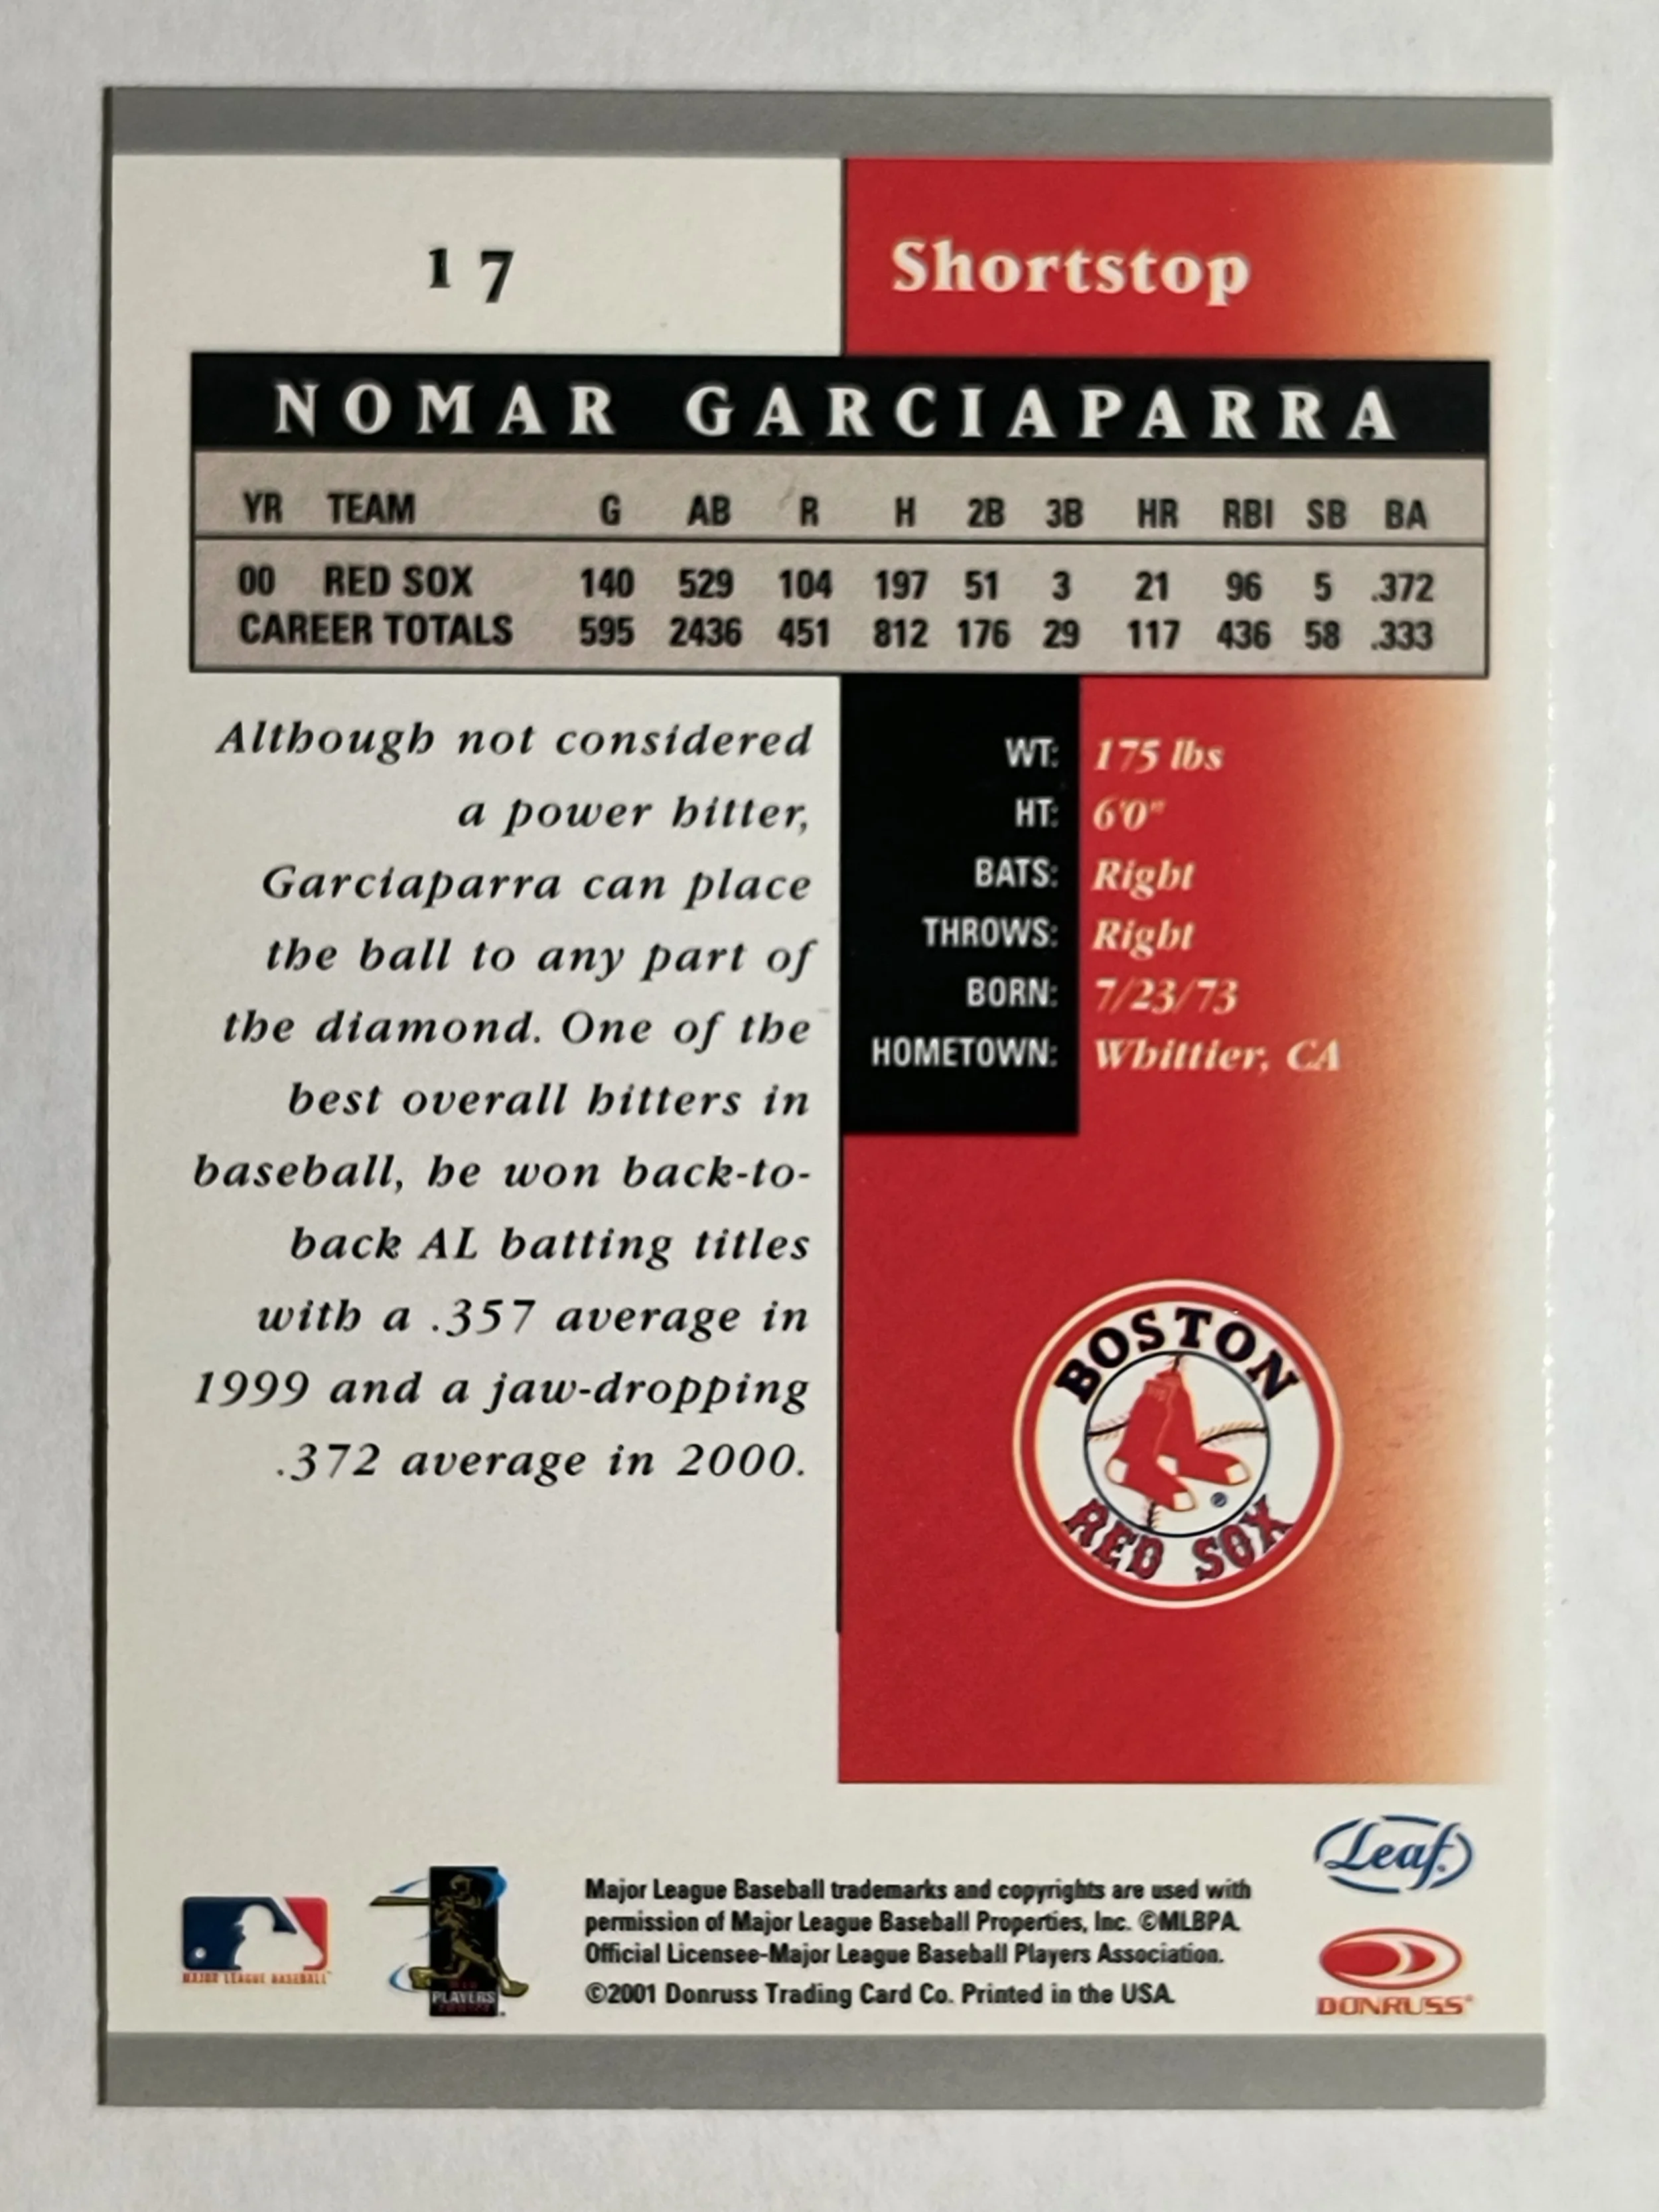 17
Shortstop
NOMAR GARCIAPARRA
YR TEAM G AB R H 2B 3B HR RBI SB BA
00 RED SOX 140 529 104 197 51 3 21 96 5 .372
CAREER TOTALS 595 2436 451 812 176 29 117 436 58 .333
Although not considered
a power hitter,
Garciaparra can place
the ball to any part of
the diamond. One of the
best overall hitters in
baseball, he won back-to-
back AL batting titles
with a .357 average in
1999 and a jaw-dropping
.372 average in 2000.
WT: 175 lbs
HT: 6'0"
BATS: Right
THROWS: Right
BORN: 7/23/73
HOMETOWN: Whittier, CA
BOSTON
RED SOX
®
Leaf
MAJOR LEAGUE BASEBALL
PLAYERS
CHOICE
Major League Baseball trademarks and copyrights are used with
permission of Major League Baseball Properties, Inc. ©MLBPA.
Official Licensee-Major League Baseball Players Association.
©2001 Donruss Trading Card Co. Printed in the USA.
DONRUSS®